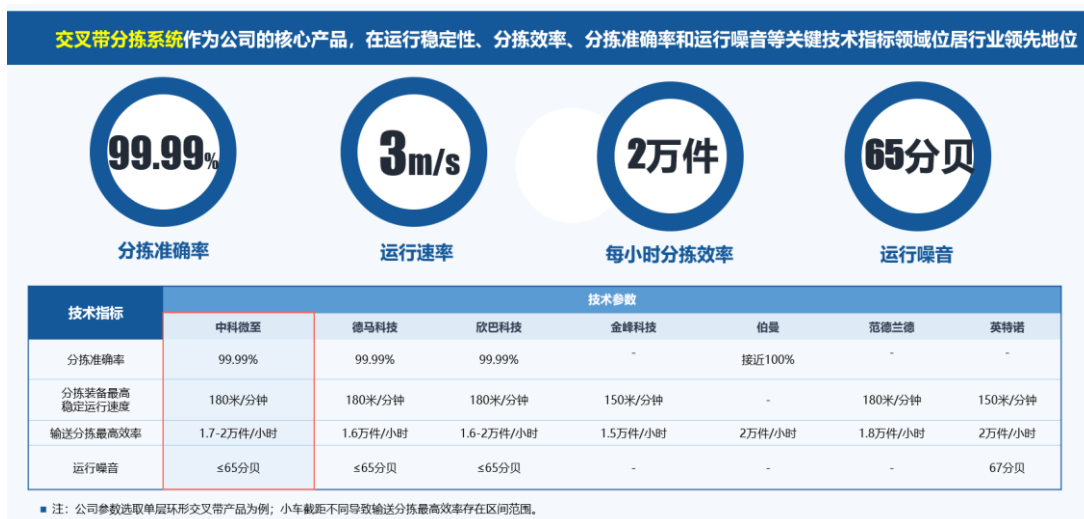 交叉带分拣系统作为公司的核心产品，在运行稳定性、分拣效率、分拣准确率和运行噪音等关键技术指标领域位居行业领先地位
99.99% 3m/s 2万件 65分贝
分拣准确率 运行速率 每小时分拣效率 运行噪音
技术指标 技术参数
中科微至 德马科技 欣巴科技 金峰科技 伯曼 范德兰德 英特诺
分拣准确率 99.99% 99.99% 99.99% - 接近100% - -
分拣装备最高
稳定运行速度 180米/分钟 180米/分钟 180米/分钟 150米/分钟 - 180米/分钟 150米/分钟
输送分拣最高效率 1.7-2万件/小时 1.6万件/小时 1.6-2万件/小时 1.5万件/小时 2万件/小时 1.8万件/小时 2万件/小时
运行噪音 ≤65分贝 ≤65分贝 ≤65分贝 - - - 67分贝
■ 注：公司参数选取单层环形交叉带产品为例；小车截距不同导致输送分拣最高效率存在区间范围。